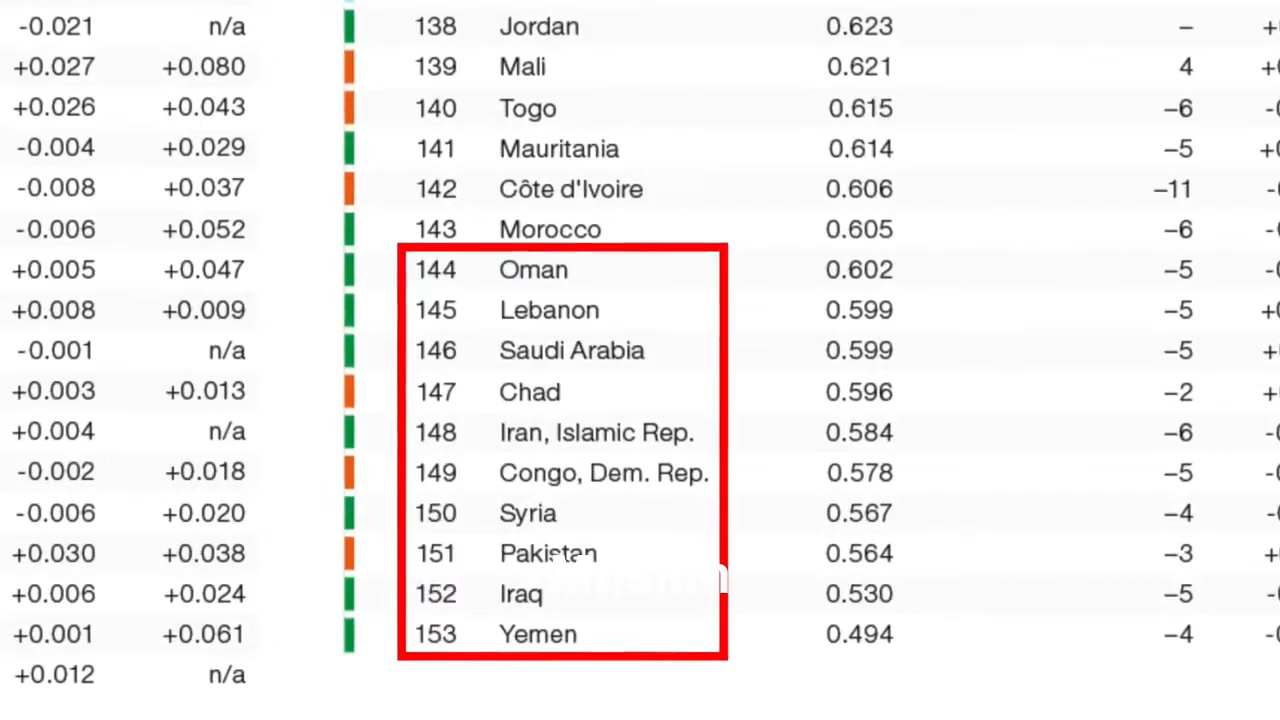 -0.021 n/a 138 Jordan 0.623 –
+0.027 +0.080 139 Mali 0.621 4
+0.026 +0.043 140 Togo 0.615 –6
-0.004 +0.029 141 Mauritania 0.614 –5
-0.008 +0.037 142 Côte d'Ivoire 0.606 –11
-0.006 +0.052 143 Morocco 0.605 –6
+0.005 +0.047 144 Oman 0.602 –5
+0.008 +0.009 145 Lebanon 0.599 –5
-0.001 n/a 146 Saudi Arabia 0.599 –5
+0.003 +0.013 147 Chad 0.596 –2
+0.004 n/a 148 Iran, Islamic Rep. 0.584 –6
-0.002 +0.018 149 Congo, Dem. Rep. 0.578 –5
-0.006 +0.020 150 Syria 0.567 –4
+0.030 +0.038 151 Pakistan 0.564 –3
+0.006 +0.024 152 Iraq 0.530 –5
+0.001 +0.061 153 Yemen 0.494 –4
+0.012 n/a